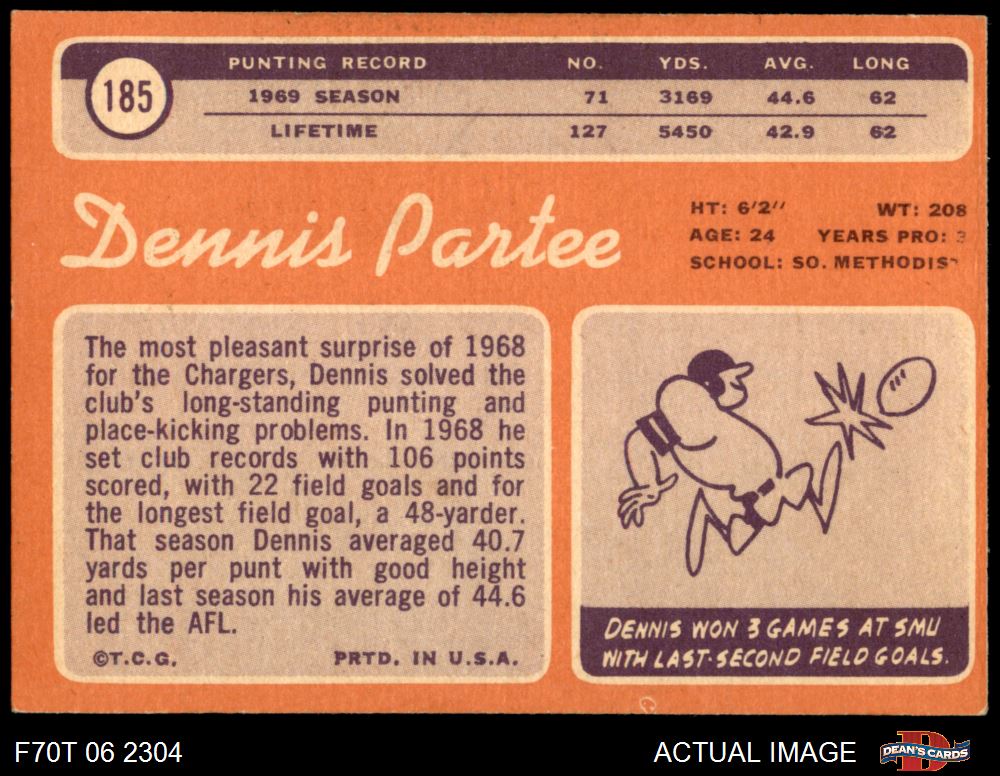 185
PUNTING RECORD NO. YDS. AVG. LONG
1969 SEASON 71 3169 44.6 62
LIFETIME 127 5450 42.9 62
Dennis Partee
HT: 6'2" WT: 208
AGE: 24 YEARS PRO: 3
SCHOOL: SO. METHODIST
The most pleasant surprise of 1968
for the Chargers, Dennis solved the
club's long-standing punting and
place-kicking problems. In 1968 he
set club records with 106 points
scored, with 22 field goals and for
the longest field goal, a 48-yarder.
That season Dennis averaged 40.7
yards per punt with good height
and last season his average of 44.6
led the AFL.
©T.C.G. PRTD. IN U.S.A.
DENNIS WON 3 GAMES AT SMU
WITH LAST-SECOND FIELD GOALS.
F70T 06 2304 ACTUAL IMAGE DEAN'S CARDS